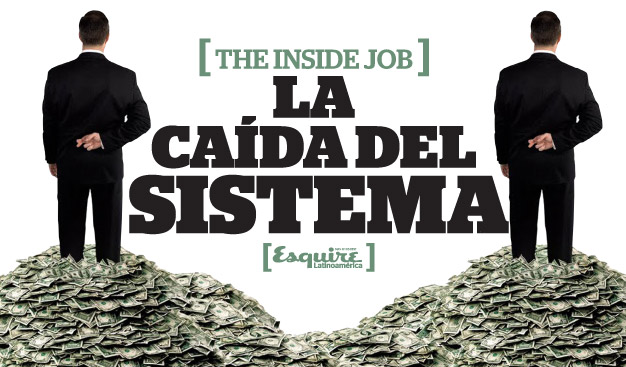 [ THE INSIDE JOB ]
LA
CAÍDA DEL
SISTEMA
[ Esquire ]
Latinoamérica